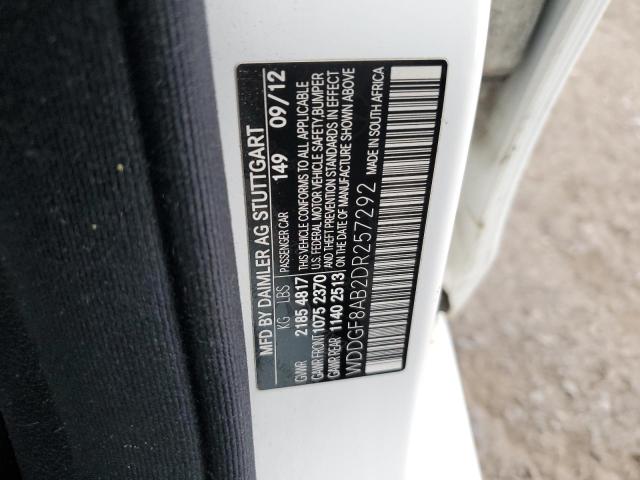 MFD BY DAIMLER AG STUTTGART
PASSENGER CAR 149 09/12
KG LBS
GVWR 2185 4817
GAWR FRONT 1075 2370
GAWR REAR 1140 2513
THIS VEHICLE CONFORMS TO ALL APPLICABLE
U.S. FEDERAL MOTOR VEHICLE SAFETY, BUMPER
AND THEFT PREVENTION STANDARDS IN EFFECT
ON THE DATE OF MANUFACTURE SHOWN ABOVE
WDDGF8AB2DR257292 MADE IN SOUTH AFRICA